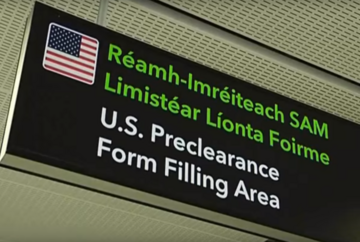 Réamh-Imréiteach SAM
Limistéar Líonta Foirme
U.S. Preclearance
Form Filling Area